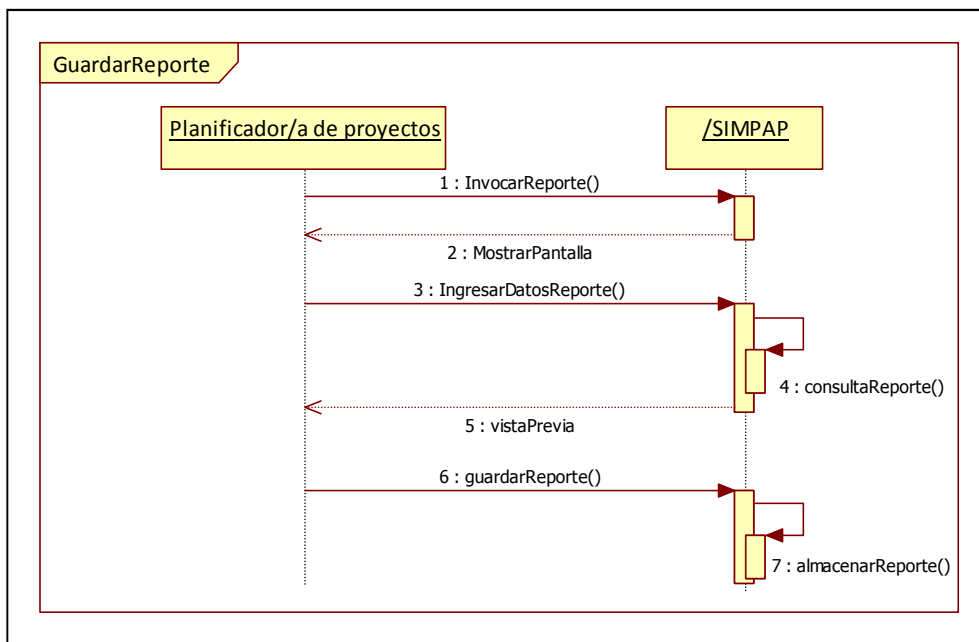 GuardarReporte
Planificador/a de proyectos
/SIMPAP
1 : InvocarReporte()
2 : MostrarPantalla
3 : IngresarDatosReporte()
4 : consultaReporte()
5 : vistaPrevia
6 : guardarReporte()
7 : almacenarReporte()